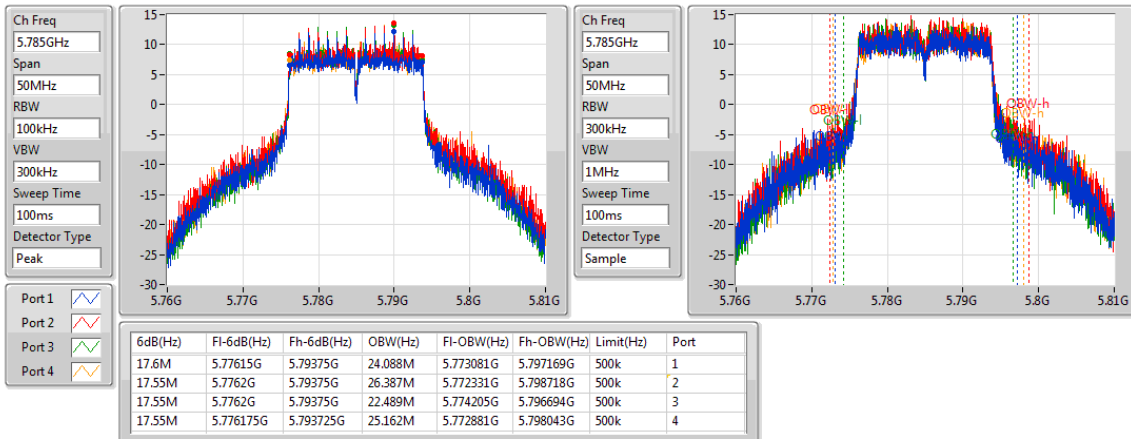 Ch Freq
5.785GHz
Span
50MHz
RBW
100kHz
VBW
300kHz
Sweep Time
100ms
Detector Type
Peak
15
10
5
0
-5
-10
-15
-20
-25
-30
5.76G 5.77G 5.78G 5.79G 5.8G 5.81G
Ch Freq
5.785GHz
Span
50MHz
RBW
300kHz
VBW
1MHz
Sweep Time
100ms
Detector Type
Sample
15
10
5
0
-5
-10
-15
-20
-25
-30
OBW-h
OBW-h
5.76G 5.77G 5.78G 5.79G 5.8G 5.81G
Port 1
Port 2
Port 3
Port 4
6dB(Hz) Fl-6dB(Hz) Fh-6dB(Hz) OBW(Hz) Fl-OBW(Hz) Fh-OBW(Hz) Limit(Hz) Port
17.6M 5.77615G 5.79375G 24.088M 5.773081G 5.797169G 500k 1
17.55M 5.7762G 5.79375G 26.387M 5.772331G 5.798718G 500k 2
17.55M 5.7762G 5.79375G 22.489M 5.774205G 5.796694G 500k 3
17.55M 5.776175G 5.793725G 25.162M 5.772881G 5.798043G 500k 4